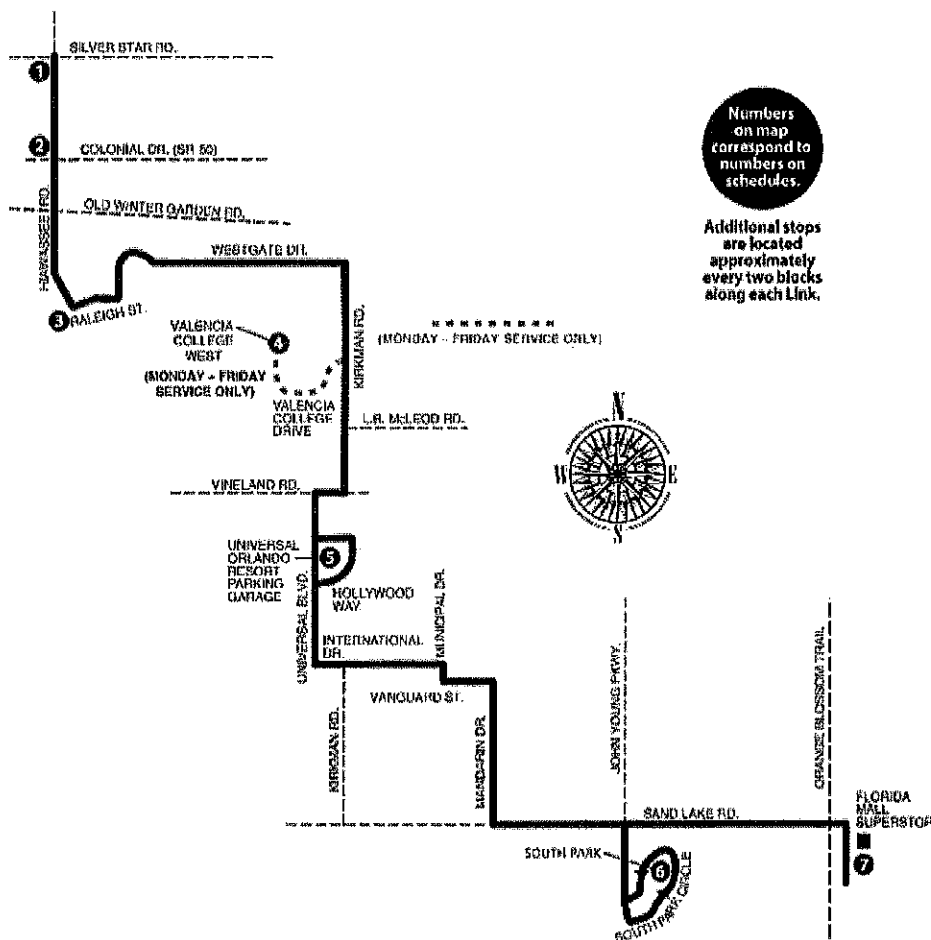 SILVER STAR RD.
1
2
COLONIAL DR. (SR 50)
OLD WINTER GARDEN RD.
HIAWASSEE RD.
WESTGATE DR.
3
RALEIGH ST.
Numbers
on map
correspond to
numbers on
schedules.
Additional stops
are located
approximately
every two blocks
along each Link.
VALENCIA
COLLEGE
WEST
4
(MONDAY - FRIDAY
SERVICE ONLY)
VALENCIA
COLLEGE
DRIVE
KIRKMAN RD.
(MONDAY - FRIDAY SERVICE ONLY)
L.B. McLEOD RD.
N
W
E
S
VINELAND RD.
UNIVERSAL
ORLANDO
RESORT
PARKING
GARAGE
5
HOLLYWOOD
WAY
UNIVERSAL BLVD.
INTERNATIONAL
DR.
MUNICIPAL DR.
VANGUARD ST.
KIRKMAN RD.
MANDARIN DR.
JOHN YOUNG PKWY.
ORANGE BLOSSOM TRAIL
SAND LAKE RD.
FLORIDA
MALL
SUPERSTOP
7
SOUTH PARK
6
SOUTH PARK CIRCLE